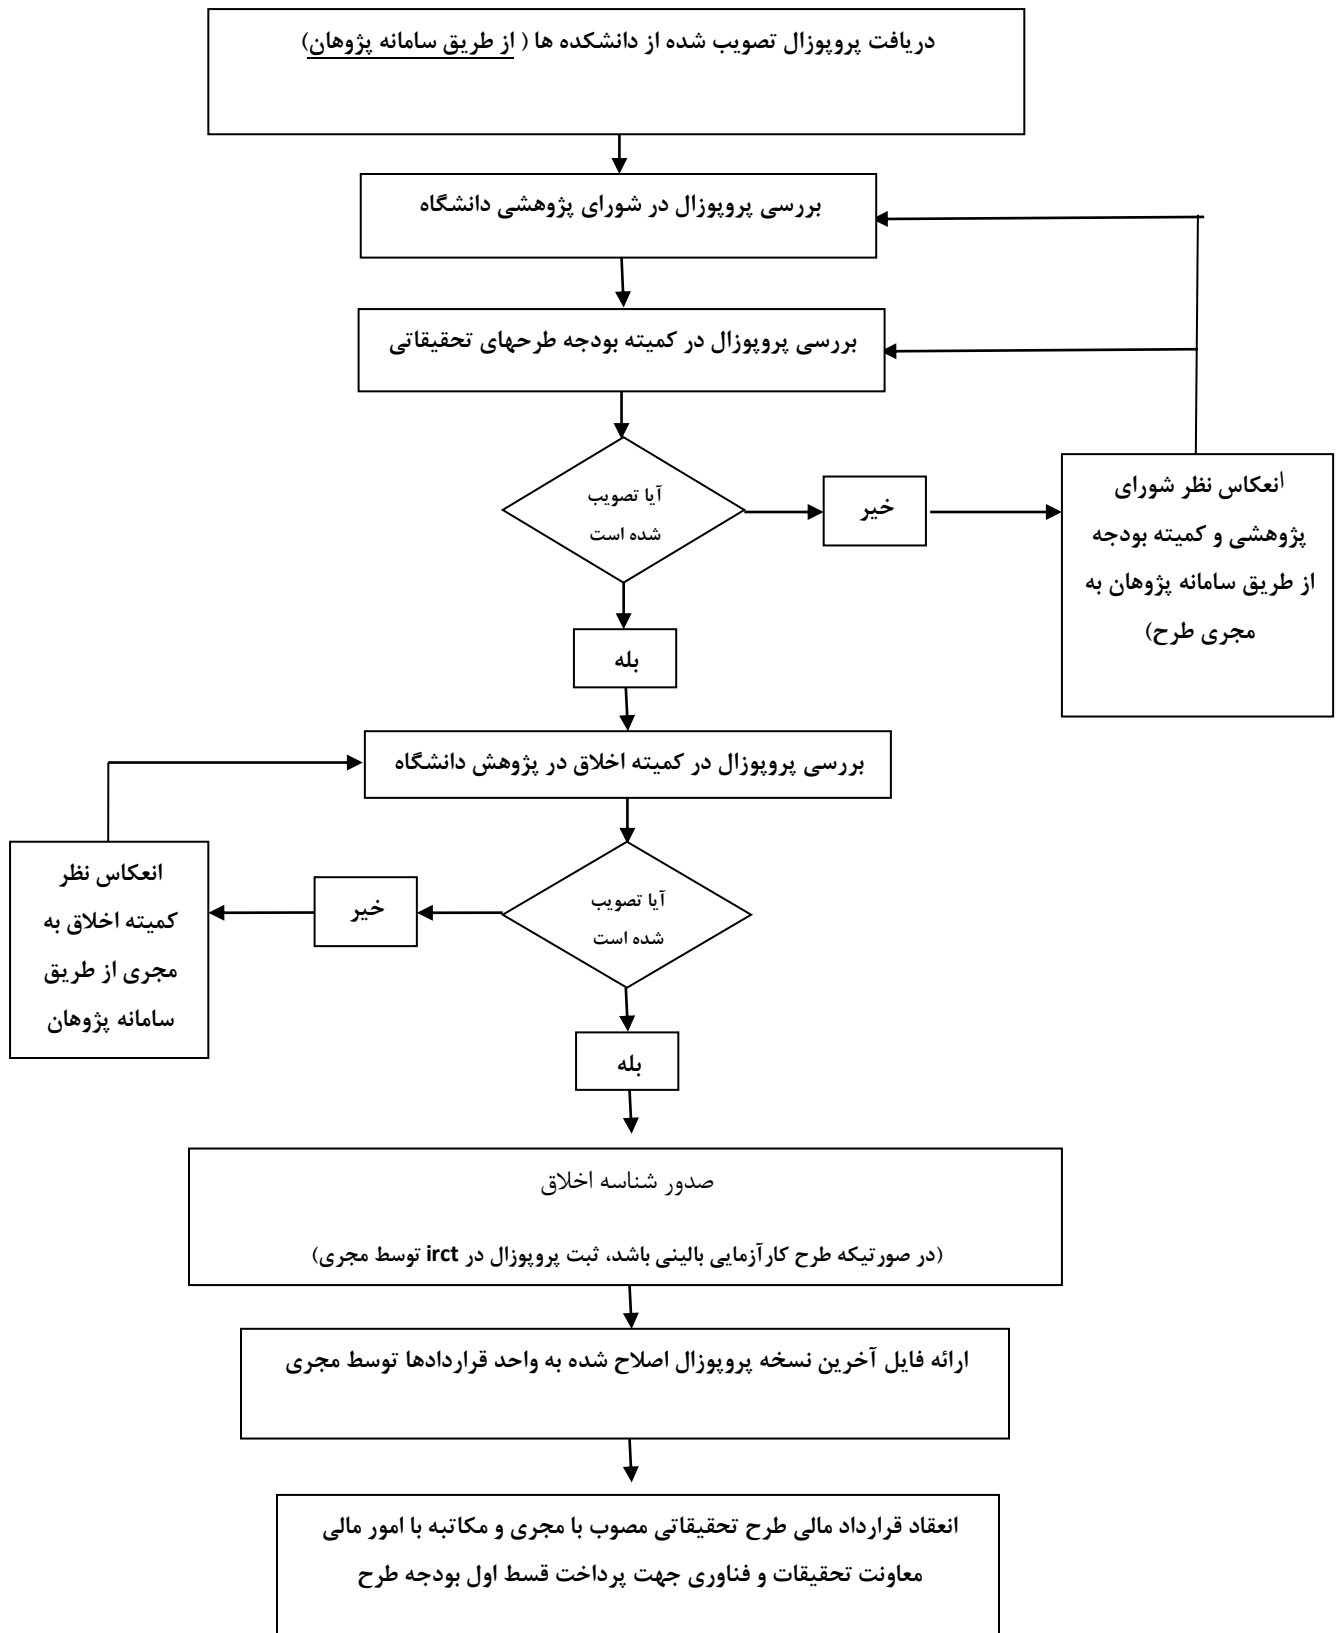 دریافت پروپوزال تصویب شده از دانشکده ها ( از طریق سامانه پژوهان)
بررسی پروپوزال در شورای پژوهشی دانشگاه
بررسی پروپوزال در کمیته بودجه طرحهای تحقیقاتی
آیا تصویب
شده است
خیر
انعکاس نظر شورای
پژوهشی و کمیته بودجه
از طریق سامانه پژوهان به
مجری طرح)
بله
بررسی پروپوزال در کمیته اخلاق در پژوهش دانشگاه
آیا تصویب
شده است
خیر
انعکاس نظر
کمیته اخلاق به
مجری از طریق
سامانه پژوهان
بله
صدور شناسه اخلاق
(در صورتیکه طرح کارآزمایی بالینی باشد، ثبت پروپوزال در irct توسط مجری)
ارائه فایل آخرین نسخه پروپوزال اصلاح شده به واحد قراردادها توسط مجری
انعقاد قرارداد مالی طرح تحقیقاتی مصوب با مجری و مکاتبه با امور مالی
معاونت تحقیقات و فناوری جهت پرداخت قسط اول بودجه طرح